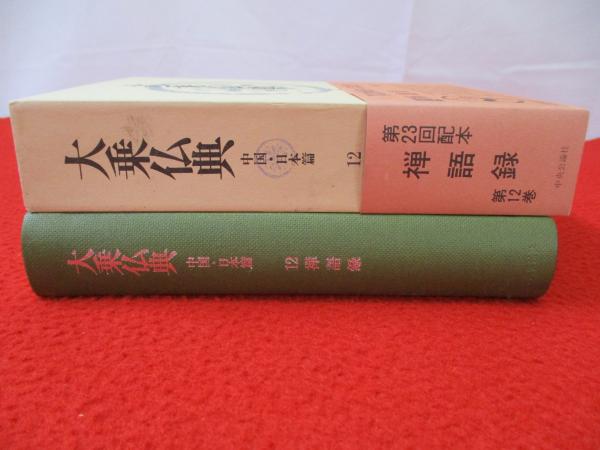 大乗仏典
中国・日本篇
12
第23回配本
禅語録
第12巻
中央公論社
大乗仏典
中国・日本篇
12 禅語録